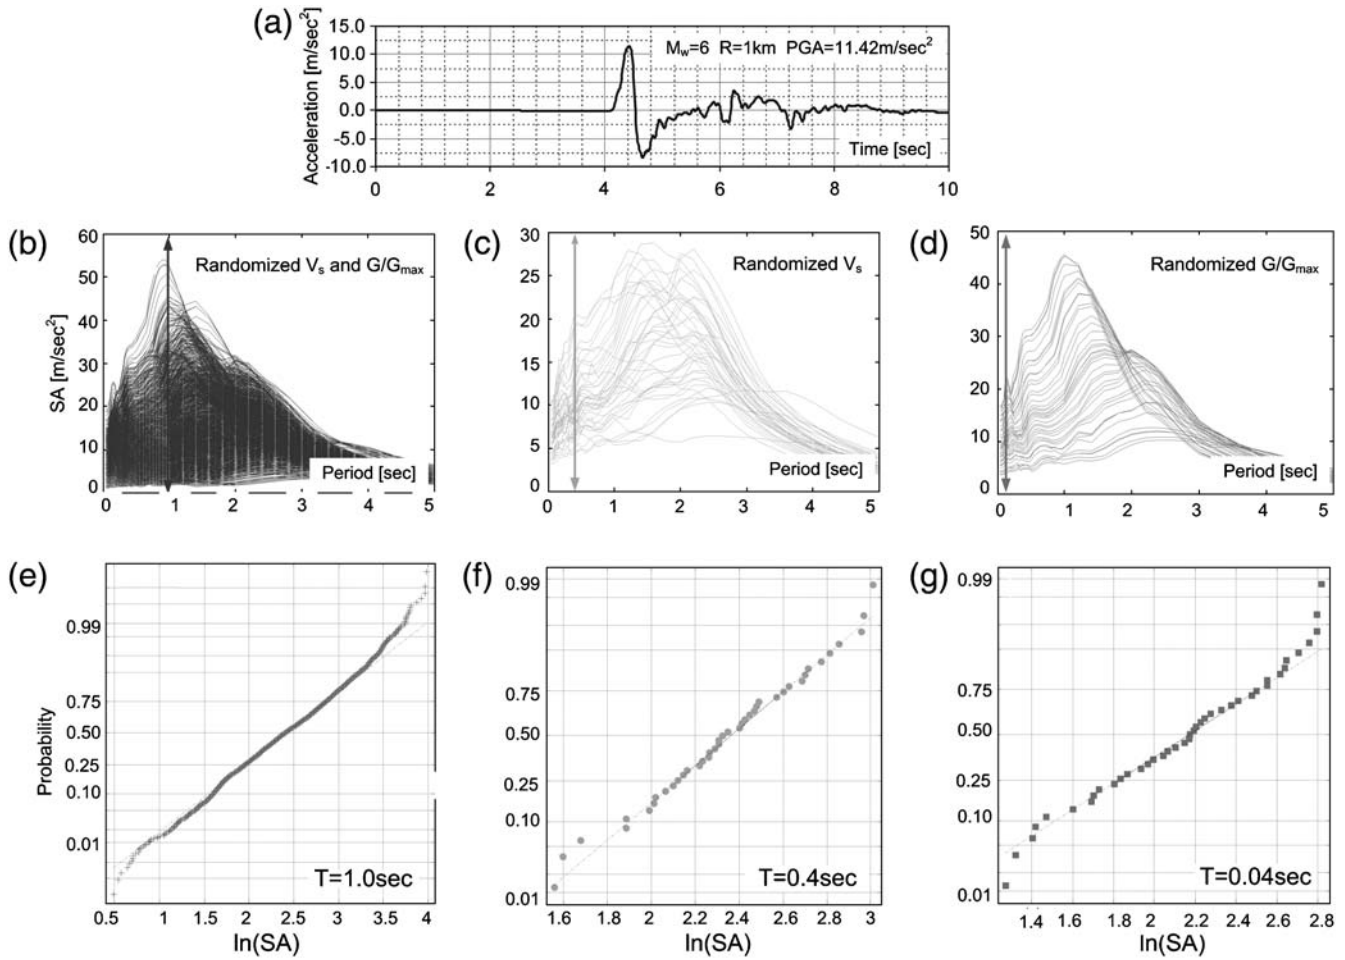 (a)
Acceleration [m/sec²]
15.0
10.0
5.0
0.0
-5.0
-10.0
M_w=6 R=1km PGA=11.42m/sec²
Time [sec]
0 2 4 6 8 10
(b)
SA [m/sec²]
60
50
40
30
20
10
0
Randomized V_s and G/G_max
Period [sec]
0 1 2 3 4 5
(c)
30
25
20
15
10
5
0
Randomized V_s
Period [sec]
0 1 2 3 4 5
(d)
50
40
30
20
10
0
Randomized G/G_max
Period [sec]
0 1 2 3 4 5
(e)
Probability
0.99
0.75
0.50
0.25
0.10
0.01
T=1.0sec
0.5 1 1.5 2 2.5 3 3.5 4
ln(SA)
(f)
0.99
0.75
0.50
0.25
0.10
0.01
T=0.4sec
1.6 1.8 2 2.2 2.4 2.6 2.8 3
ln(SA)
(g)
0.99
0.75
0.50
0.25
0.10
0.01
T=0.04sec
1.4 1.6 1.8 2 2.2 2.4 2.6 2.8
ln(SA)